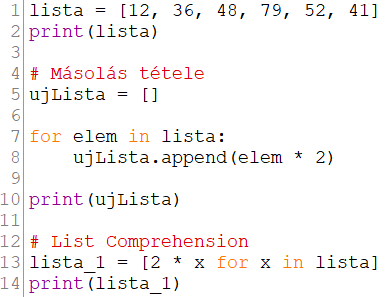 1 lista = [12, 36, 48, 79, 52, 41]
2 print(lista)
3
4 # Másolás tétele
5 ujLista = []
6
7 for elem in lista:
8     ujLista.append(elem * 2)
9
10 print(ujLista)
11
12 # List Comprehension
13 lista_1 = [2 * x for x in lista]
14 print(lista_1)